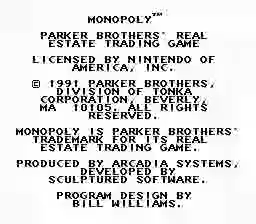 MONOPOLY™
PARKER BROTHERS' REAL
ESTATE TRADING GAME
LICENSED BY NINTENDO OF
AMERICA, INC.
© 1991 PARKER BROTHERS,
DIVISION OF TONKA
CORPORATION, BEVERLY,
MA 10105. ALL RIGHTS
RESERVED.
MONOPOLY IS PARKER BROTHERS'
TRADEMARK FOR ITS REAL
ESTATE TRADING GAME.
PRODUCED BY ARCADIA SYSTEMS,
DEVELOPED BY
SCULPTURED SOFTWARE.
PROGRAM DESIGN BY
BILL WILLIAMS.